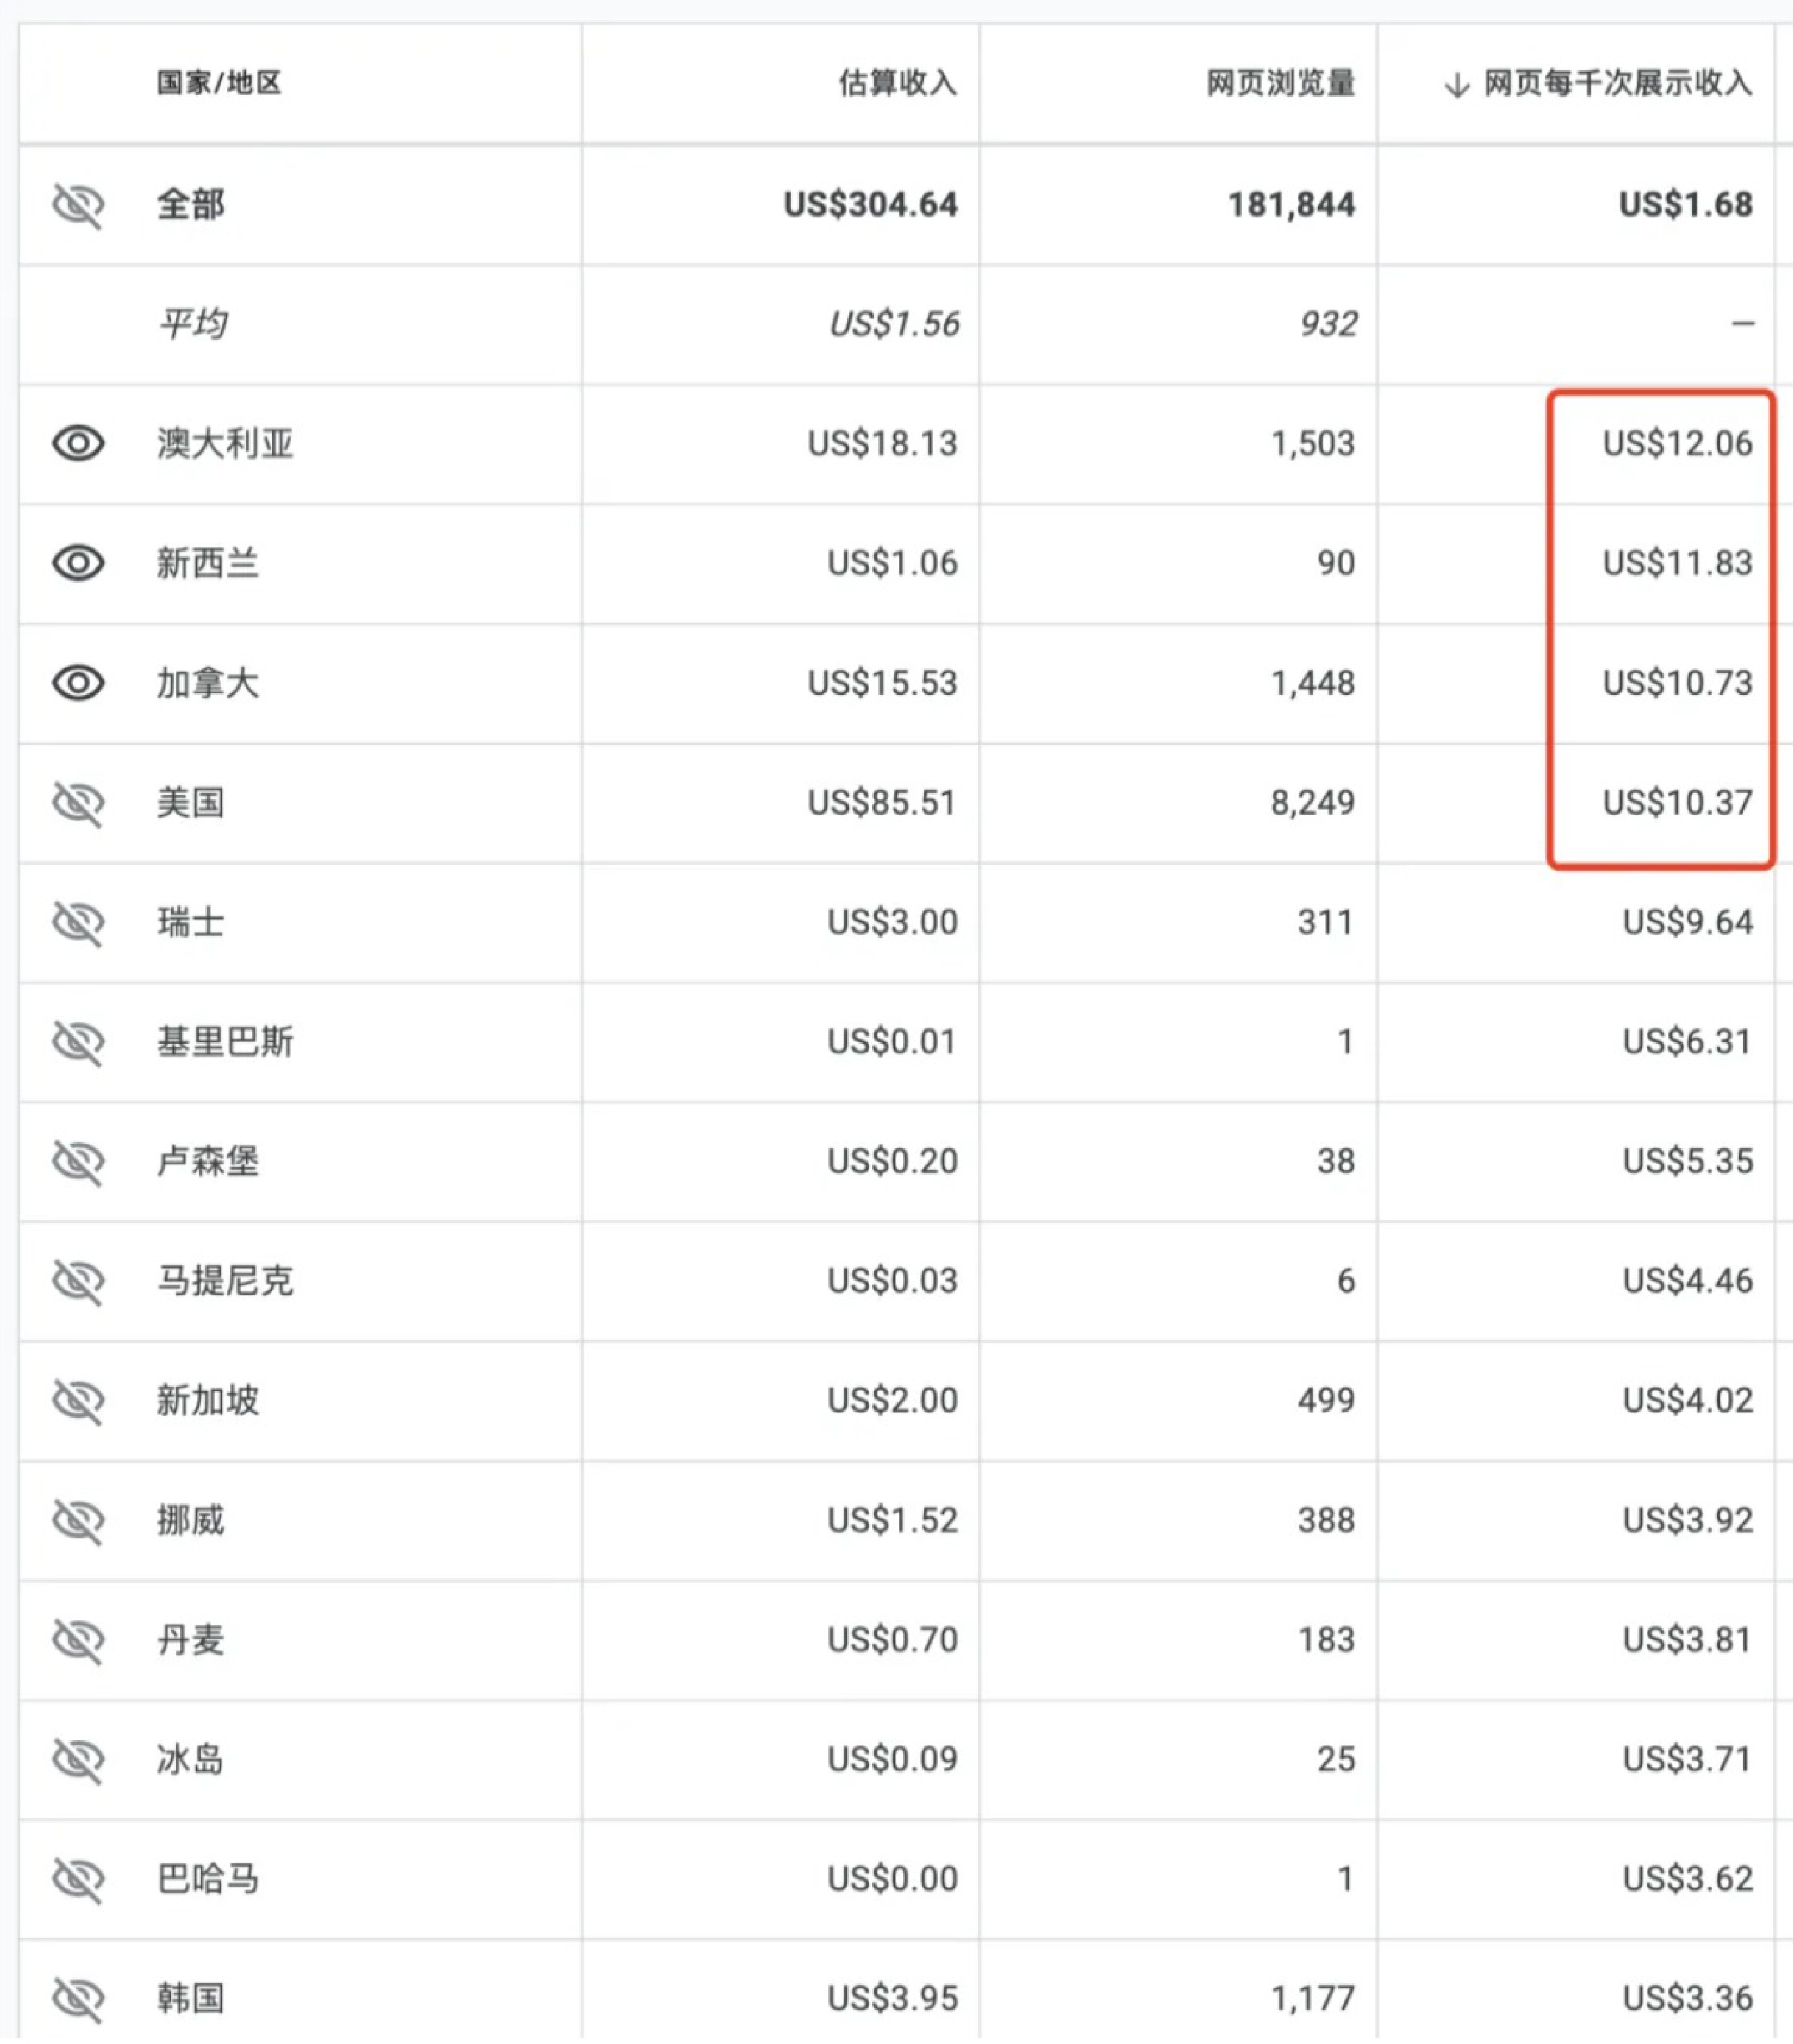 国家/地区 估算收入 网页浏览量 ↓ 网页每千次展示收入
全部 US$304.64 181,844 US$1.68
平均 US$1.56 932 –
澳大利亚 US$18.13 1,503 US$12.06
新西兰 US$1.06 90 US$11.83
加拿大 US$15.53 1,448 US$10.73
美国 US$85.51 8,249 US$10.37
瑞士 US$3.00 311 US$9.64
基里巴斯 US$0.01 1 US$6.31
卢森堡 US$0.20 38 US$5.35
马提尼克 US$0.03 6 US$4.46
新加坡 US$2.00 499 US$4.02
挪威 US$1.52 388 US$3.92
丹麦 US$0.70 183 US$3.81
冰岛 US$0.09 25 US$3.71
巴哈马 US$0.00 1 US$3.62
韩国 US$3.95 1,177 US$3.36